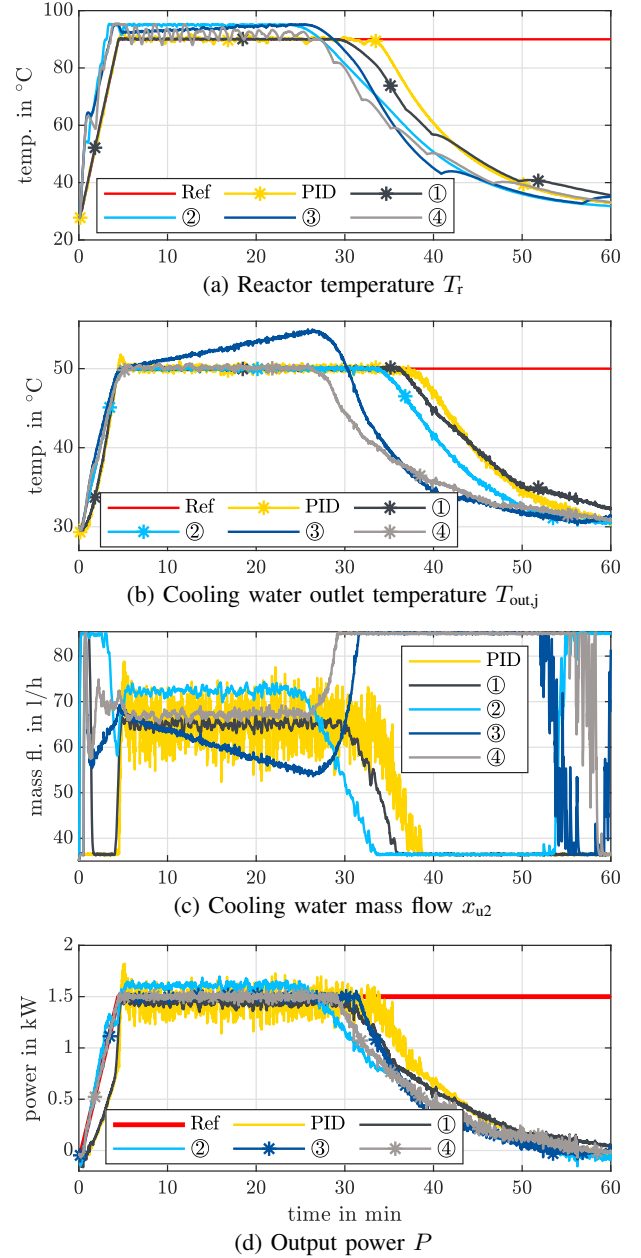 100
80
60
40
20
temp. in °C
Ref PID ①
② ③ ④
0 10 20 30 40 50 60
(a) Reactor temperature T_r
50
40
30
temp. in °C
Ref PID ①
② ③ ④
0 10 20 30 40 50 60
(b) Cooling water outlet temperature T_out,j
80
70
60
50
40
mass fl. in l/h
PID
①
②
③
④
0 10 20 30 40 50 60
(c) Cooling water mass flow x_u2
2
1.5
1
0.5
0
power in kW
Ref PID ①
② ③ ④
0 10 20 30 40 50 60
time in min
(d) Output power P